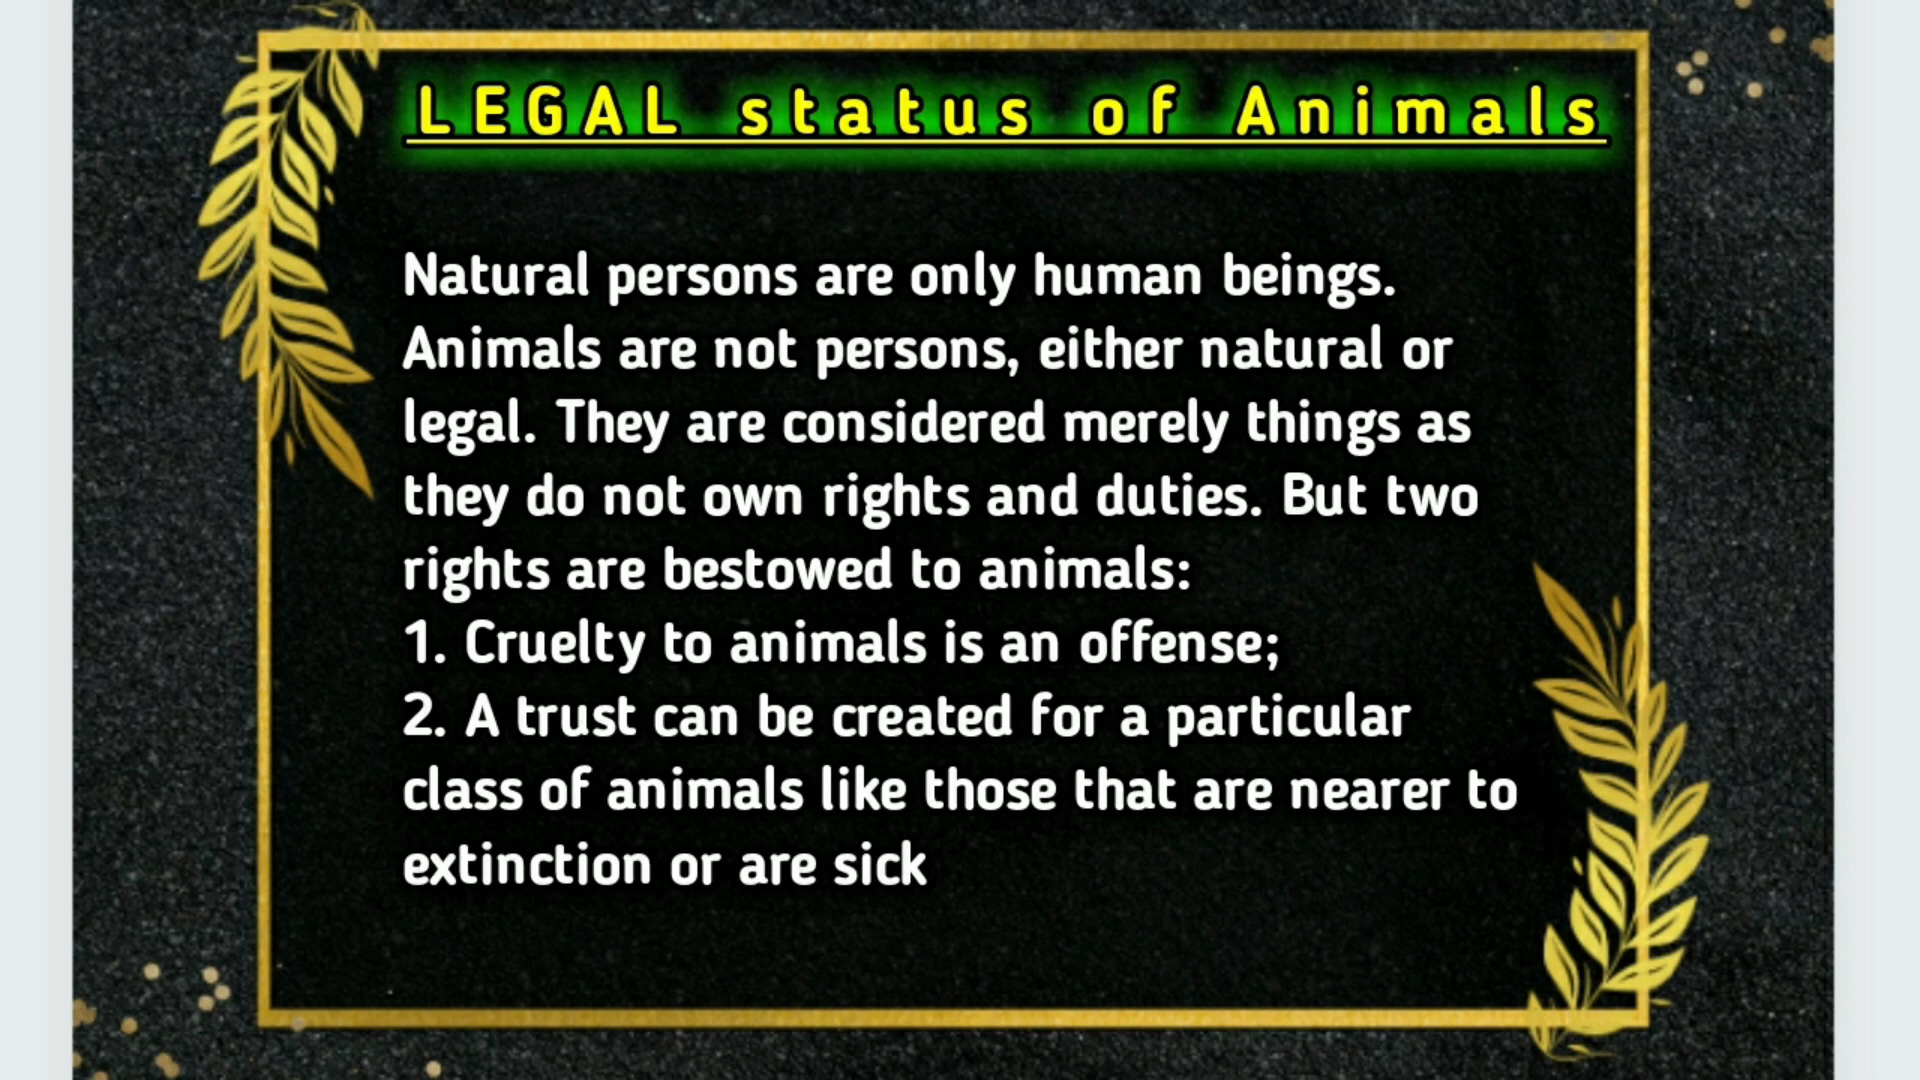 LEGAL status of Animals
Natural persons are only human beings.
Animals are not persons, either natural or
legal. They are considered merely things as
they do not own rights and duties. But two
rights are bestowed to animals:
1. Cruelty to animals is an offense;
2. A trust can be created for a particular
class of animals like those that are nearer to
extinction or are sick